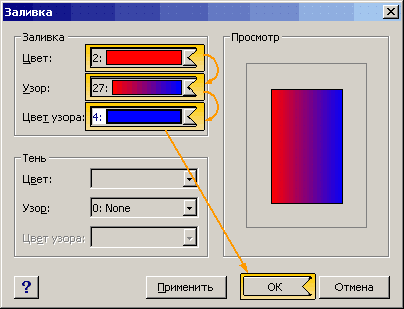 Заливка
Заливка
Цвет: 2:
Узор: 27:
Цвет узора: 4:
Просмотр
Тень
Цвет:
Узор: 0: None
Цвет узора:
?
Применить
OK
Отмена